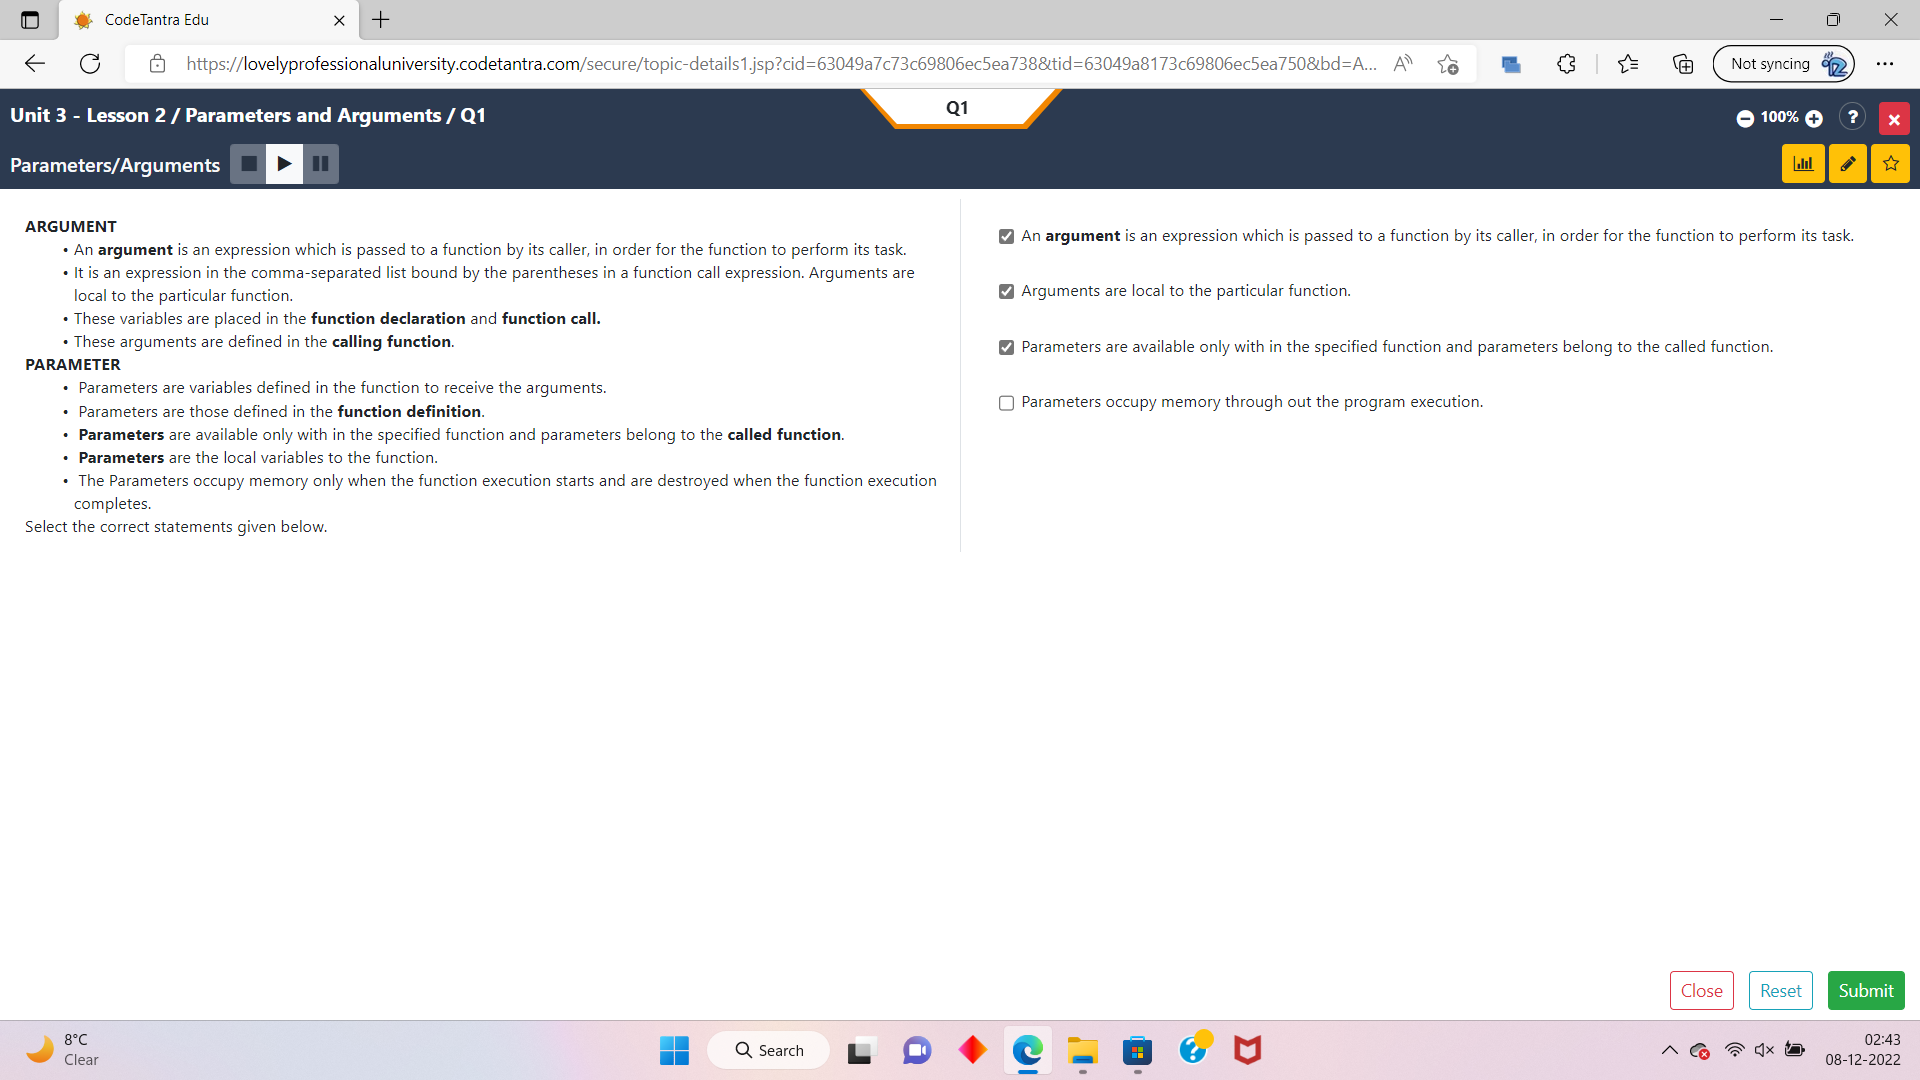 CodeTantra Edu
https://lovelyprofessionaluniversity.codetantra.com/secure/topic-details1.jsp?cid=63049a7c73c69806ec5ea738&tid=63049a8173c69806ec5ea750&bd=A...
Not syncing
Unit 3 - Lesson 2 / Parameters and Arguments / Q1
Q1
100%
?
Parameters/Arguments
ARGUMENT
• An argument is an expression which is passed to a function by its caller, in order for the function to perform its task.
• It is an expression in the comma-separated list bound by the parentheses in a function call expression. Arguments are
local to the particular function.
• These variables are placed in the function declaration and function call.
• These arguments are defined in the calling function.
PARAMETER
• Parameters are variables defined in the function to receive the arguments.
• Parameters are those defined in the function definition.
• Parameters are available only with in the specified function and parameters belong to the called function.
• Parameters are the local variables to the function.
• The Parameters occupy memory only when the function execution starts and are destroyed when the function execution
completes.
Select the correct statements given below.
An argument is an expression which is passed to a function by its caller, in order for the function to perform its task.
Arguments are local to the particular function.
Parameters are available only with in the specified function and parameters belong to the called function.
Parameters occupy memory through out the program execution.
Close
Reset
Submit
8°C
Clear
Search
02:43
08-12-2022